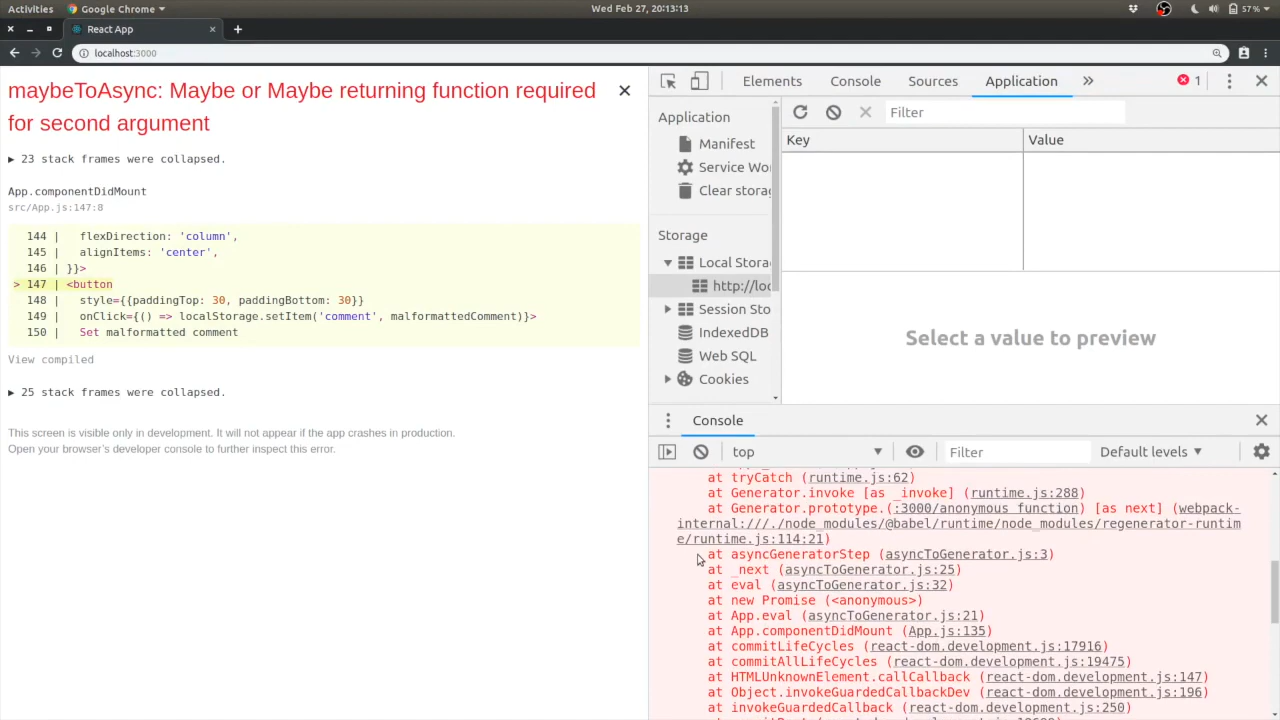 Activities
Google Chrome
Wed Feb 27, 20:13:13
57 %
React App
localhost:3000
maybeToAsync: Maybe or Maybe returning function required
for second argument
▶ 23 stack frames were collapsed.
App.componentDidMount
src/App.js:147:8
144 | flexDirection: 'column',
145 | alignItems: 'center',
146 | }}>
> 147 | <button
148 | style={{paddingTop: 30, paddingBottom: 30}}
149 | onClick={() => localStorage.setItem('comment', malformattedComment)}>
150 | Set malformatted comment
View compiled
▶ 25 stack frames were collapsed.
This screen is visible only in development. It will not appear if the app crashes in production.
Open your browser's developer console to further inspect this error.
Elements
Console
Sources
Application
1
Application
Manifest
Service Wo
Clear storag
Storage
Local Stora
http://loc
Session Sto
IndexedDB
Web SQL
Cookies
Filter
Key
Value
Select a value to preview
Console
top
Filter
Default levels
at tryCatch (runtime.js:62)
at Generator.invoke [as _invoke] (runtime.js:288)
at Generator.prototype.(:3000/anonymous function) [as next] (webpack-
internal:///./node_modules/@babel/runtime/node_modules/regenerator-runtim
e/runtime.js:114:21)
at asyncGeneratorStep (asyncToGenerator.js:3)
at _next (asyncToGenerator.js:25)
at eval (asyncToGenerator.js:32)
at new Promise (<anonymous>)
at App.eval (asyncToGenerator.js:21)
at App.componentDidMount (App.js:135)
at commitLifeCycles (react-dom.development.js:17916)
at commitAllLifeCycles (react-dom.development.js:19475)
at HTMLUnknownElement.callCallback (react-dom.development.js:147)
at Object.invokeGuardedCallbackDev (react-dom.development.js:196)
at invokeGuardedCallback (react-dom.development.js:250)